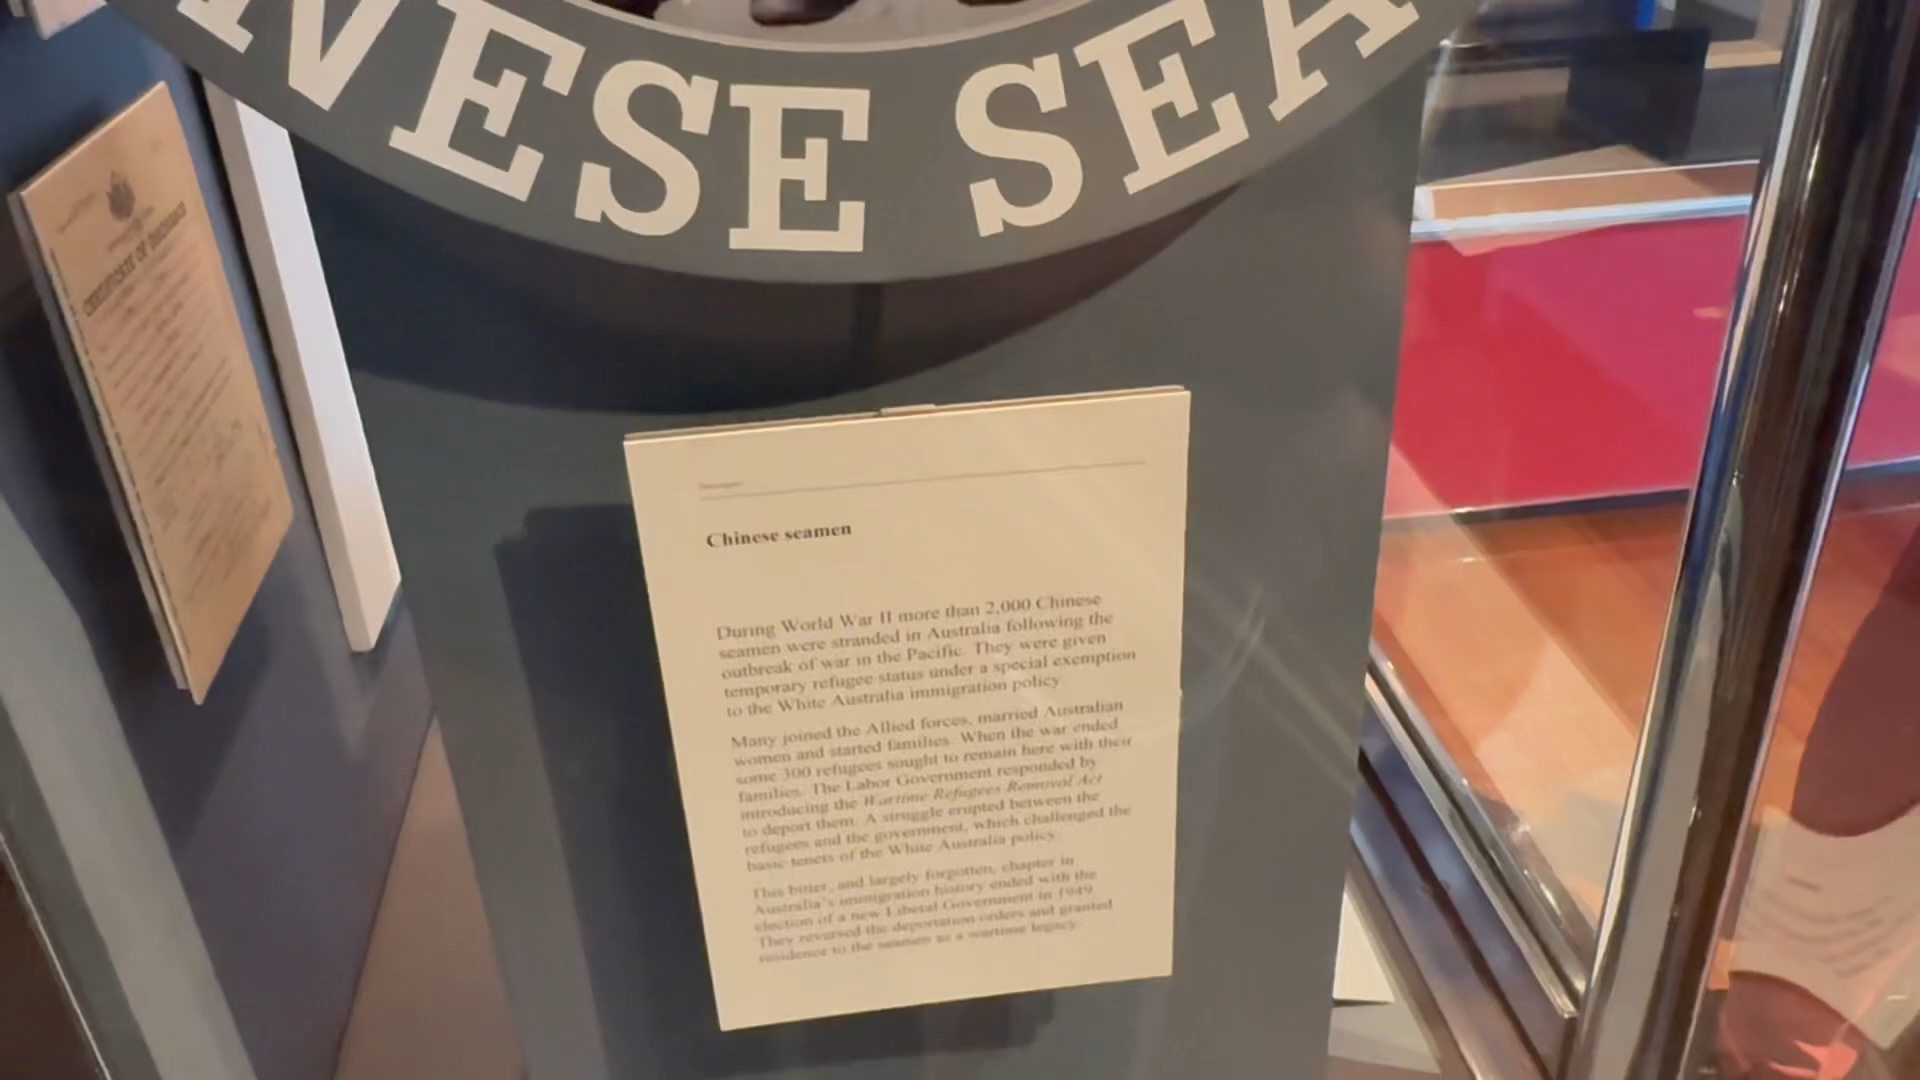 NESE SEA
CERTIFICATE OF
Passengers
Chinese seamen
During World War II more than 2,000 Chinese
seamen were stranded in Australia following the
outbreak of war in the Pacific. They were given
temporary refugee status under a special exemption
to the White Australia immigration policy.
Many joined the Allied forces, married Australian
women and started families. When the war ended
some 300 refugees sought to remain here with their
families. The Labor Government responded by
introducing the Wartime Refugees Removal Act
to deport them. A struggle erupted between the
refugees and the government, which challenged the
basic tenets of the White Australia policy.
This bitter, and largely forgotten, chapter in
Australia's immigration history ended with the
election of a new Liberal Government in 1949.
They reversed the deportation orders and granted
residence to the seamen as a wartime legacy.